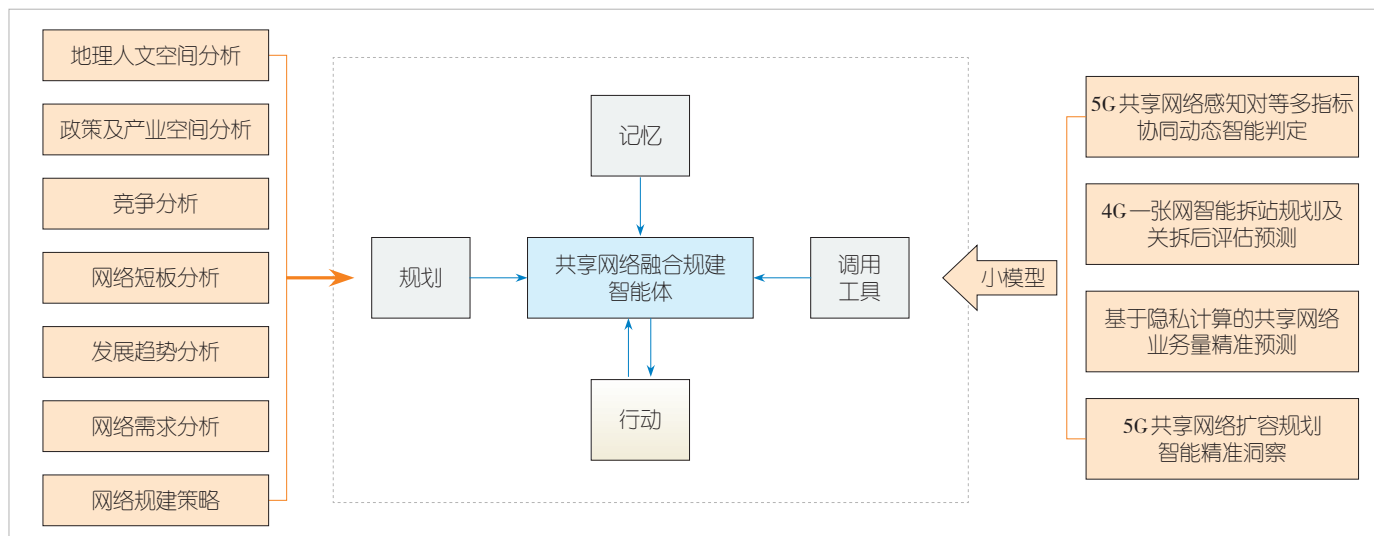 地理人文空间分析
政策及产业空间分析
竞争分析
网络短板分析
发展趋势分析
网络需求分析
网络规建策略
记忆
规划
共享网络融合规建
智能体
调用
工具
行动
小模型
5G共享网络感知对等多指标
协同动态智能判定
4G一张网智能拆站规划及
关拆后评估预测
基于隐私计算的共享网络
业务量精准预测
5G共享网络扩容规划
智能精准洞察